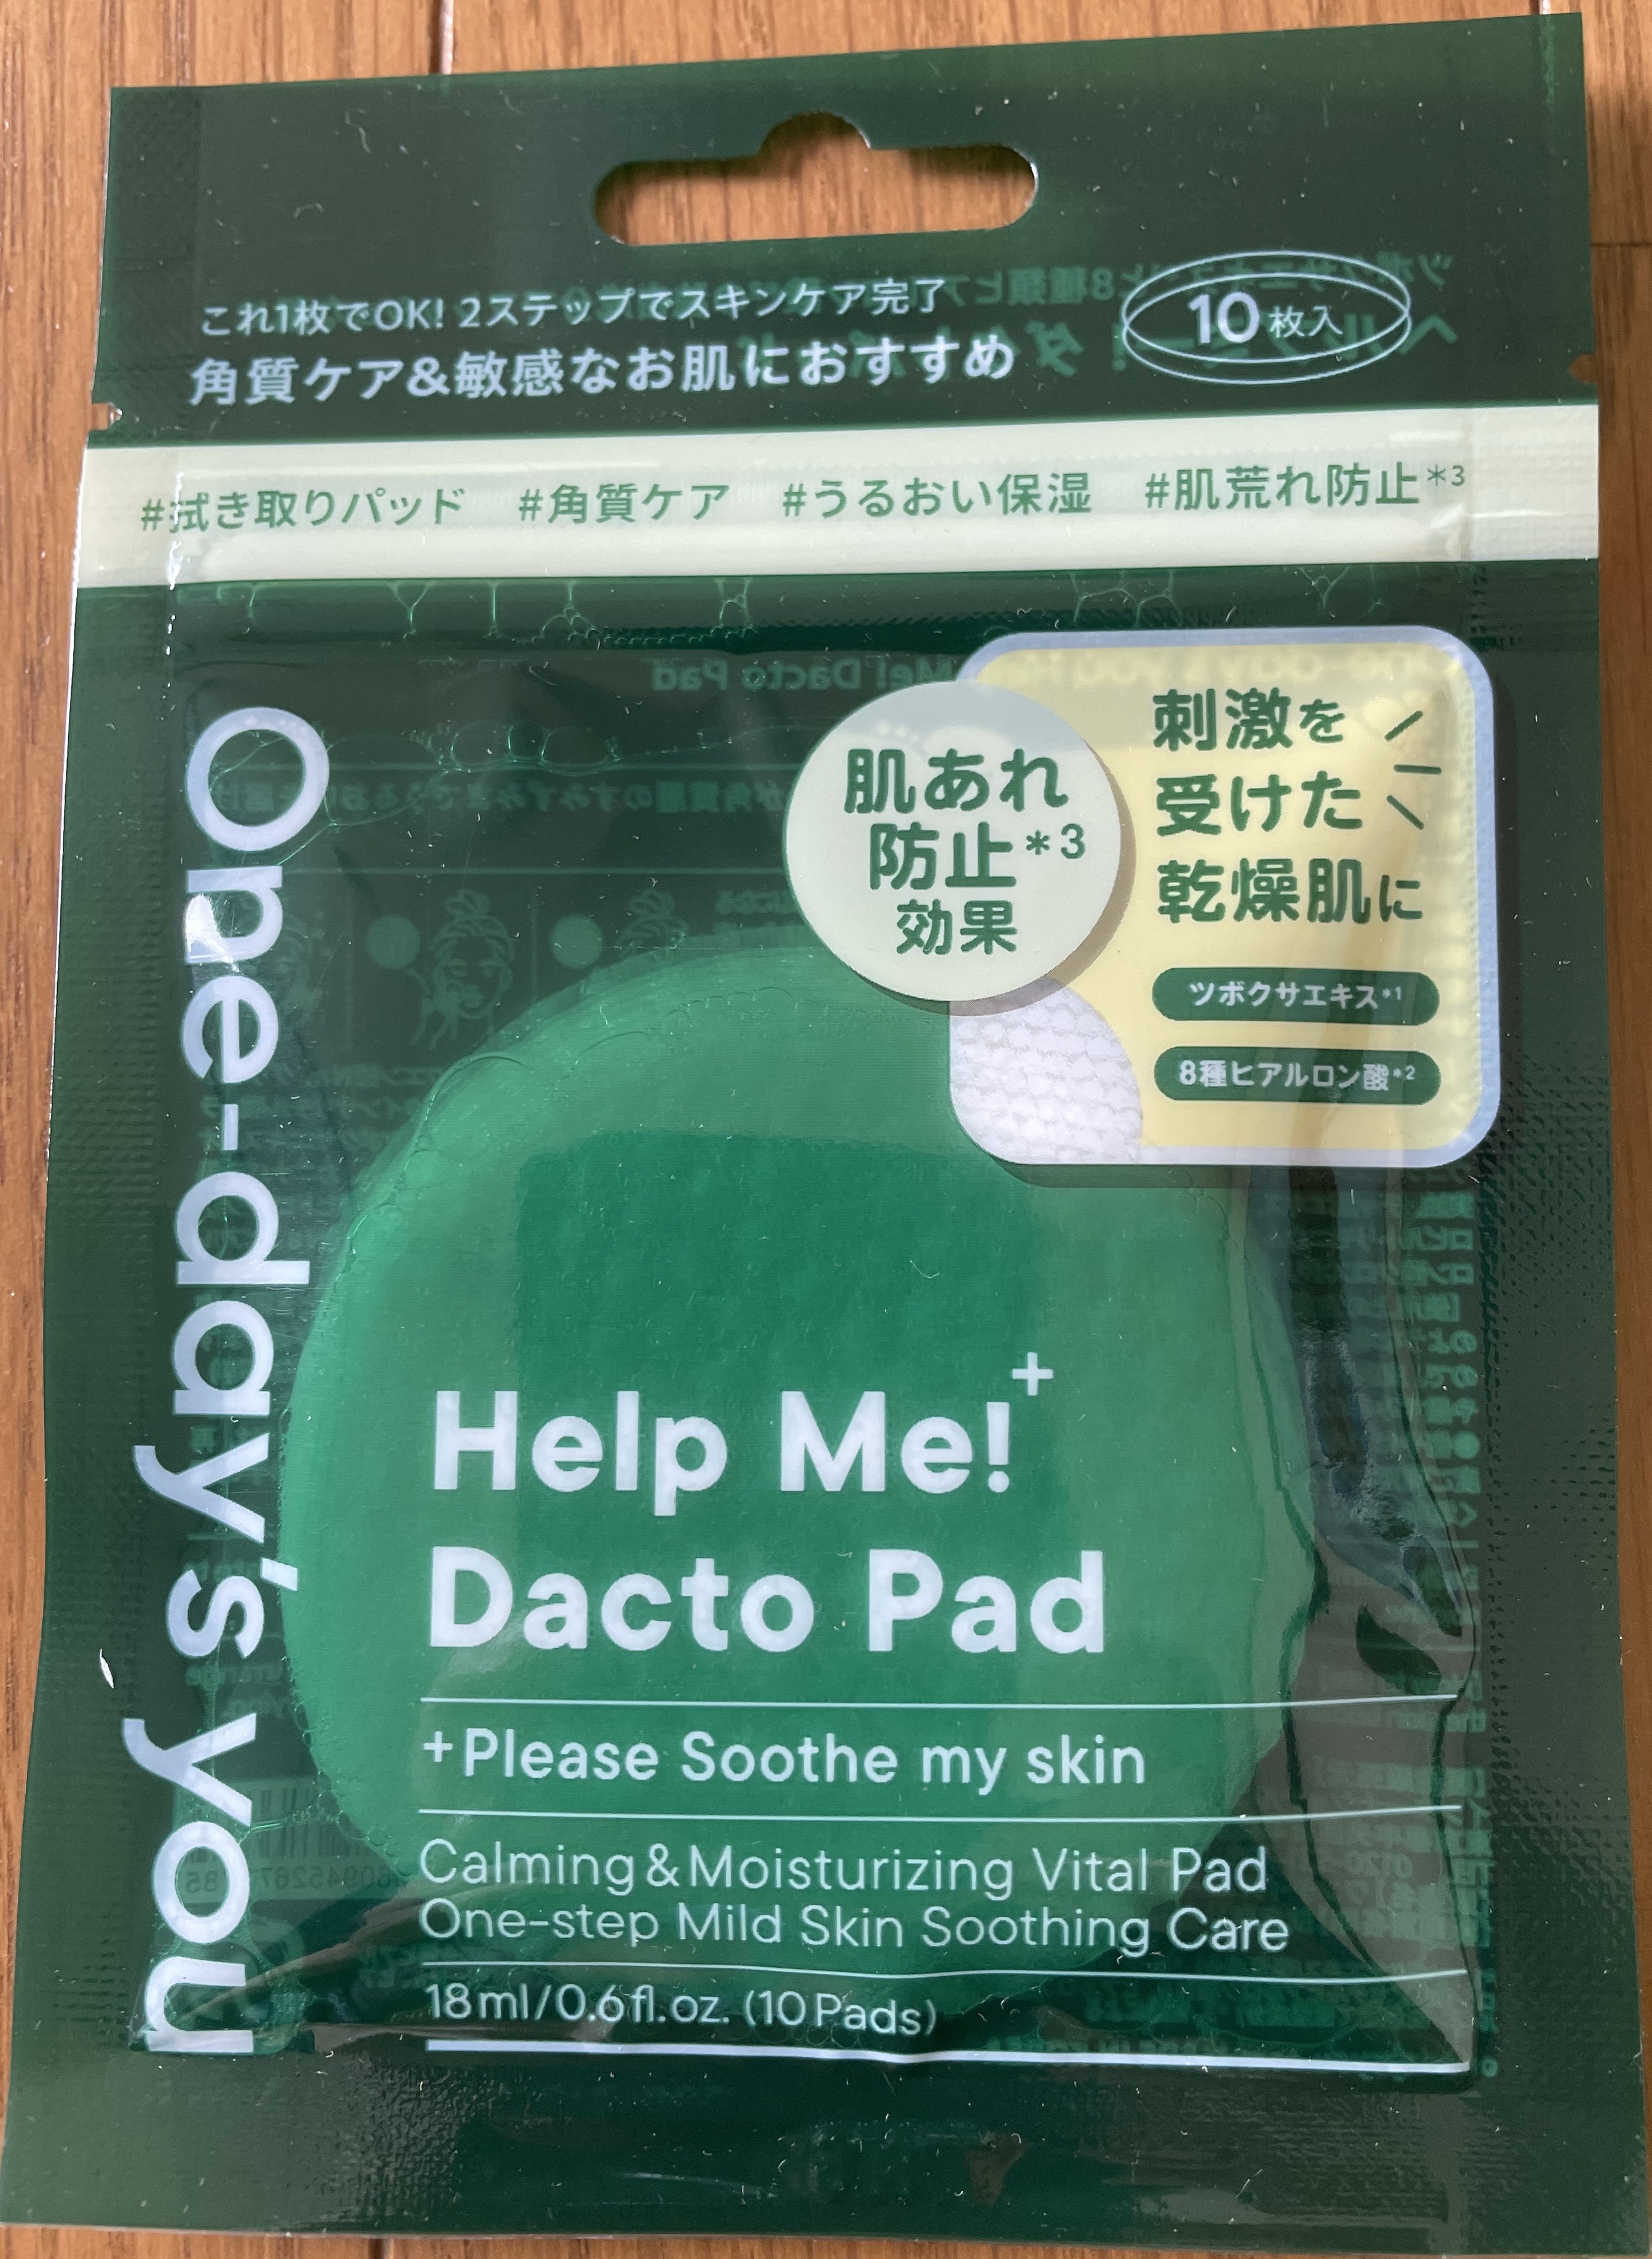 これ1枚でOK! 2ステップでスキンケア完了
角質ケア&敏感なお肌におすすめ
10枚入
#拭き取りパッド #角質ケア #うるおい保湿 #肌荒れ防止*3
肌あれ
防止*3
効果
刺激を
受けた
乾燥肌に
ツボクサエキス*1
8種ヒアルロン酸*2
One-day's you
Help Me!+
Dacto Pad
+Please Soothe my skin
Calming&Moisturizing Vital Pad
One-step Mild Skin Soothing Care
18ml/0.6fl.oz. (10Pads)